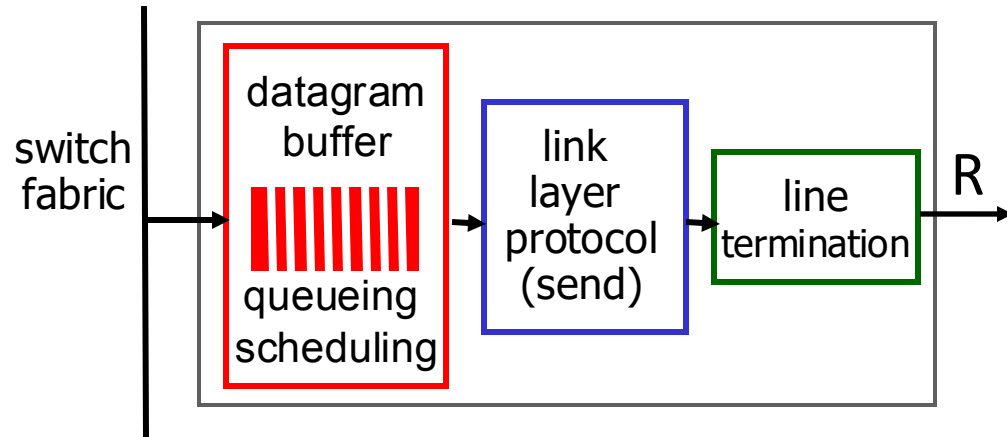 switch
fabric
datagram
buffer
queueing
scheduling
link
layer
protocol
(send)
line
termination
R